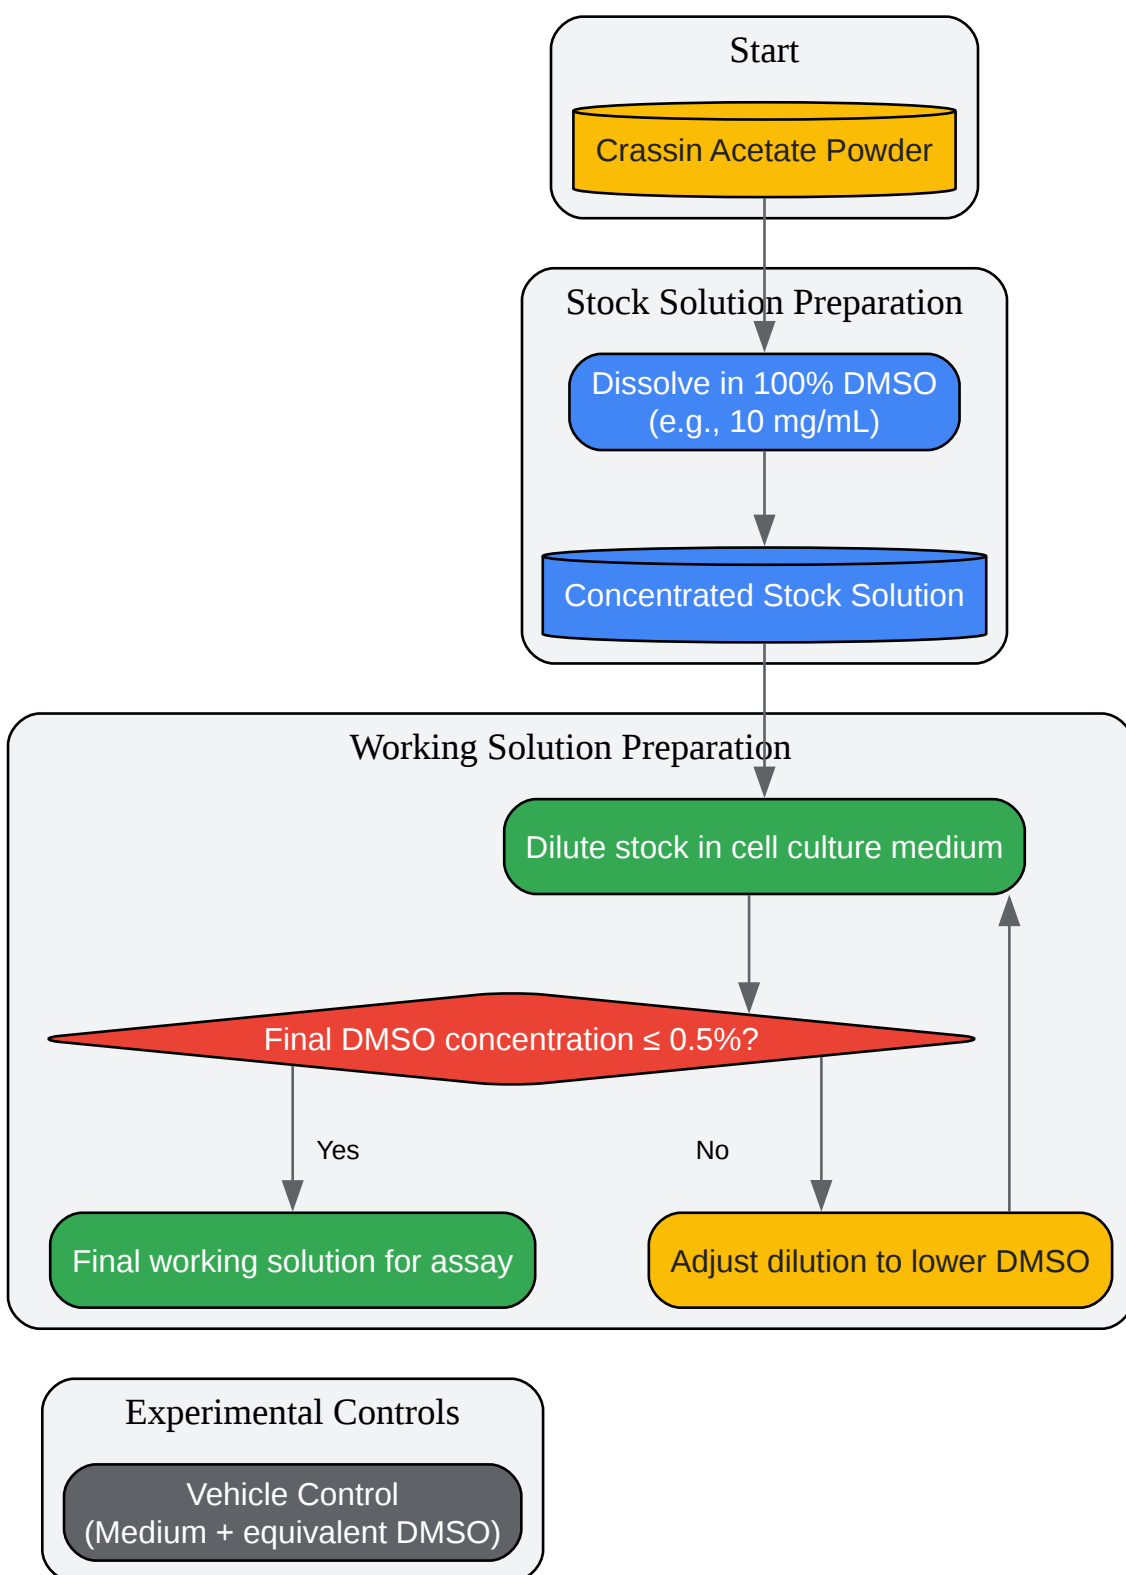 Start
Crassin Acetate Powder
Stock Solution Preparation
Dissolve in 100% DMSO
(e.g., 10 mg/mL)
Concentrated Stock Solution
Working Solution Preparation
Dilute stock in cell culture medium
Final DMSO concentration ≤ 0.5%?
Yes
No
Final working solution for assay
Adjust dilution to lower DMSO
Experimental Controls
Vehicle Control
(Medium + equivalent DMSO)